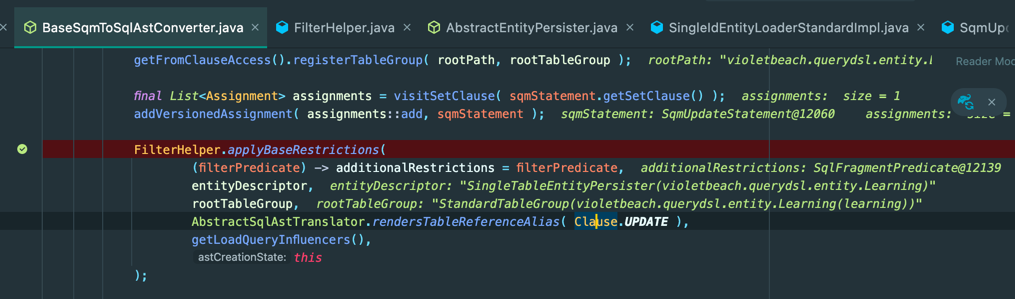 BaseSqmToSqlAstConverter.java × FilterHelper.java × AbstractEntityPersister.java × SingleIdEntityLoaderStandardImpl.java × SqmUp
getFromClauseAccess().registerTableGroup( rootPath, rootTableGroup ); rootPath: "violetbeach.querydsl.entity. Reader Mo
final List<Assignment> assignments = visitSetClause( sqmStatement.getSetClause() ); assignments: size = 1
addVersionedAssignment( assignments::add, sqmStatement ); sqmStatement: SqmUpdateStatement@12060 assignments: size =
FilterHelper.applyBaseRestrictions(
(filterPredicate) -> additionalRestrictions = filterPredicate, additionalRestrictions: SqlFragmentPredicate@12139
entityDescriptor, entityDescriptor: "SingleTableEntityPersister(violetbeach.querydsl.entity.Learning)"
rootTableGroup, rootTableGroup: "StandardTableGroup(violetbeach.querydsl.entity.Learning(learning))"
AbstractSqlAstTranslator.rendersTableReferenceAlias( Clause.UPDATE ),
getLoadQueryInfluencers(),
astCreationState: this
);